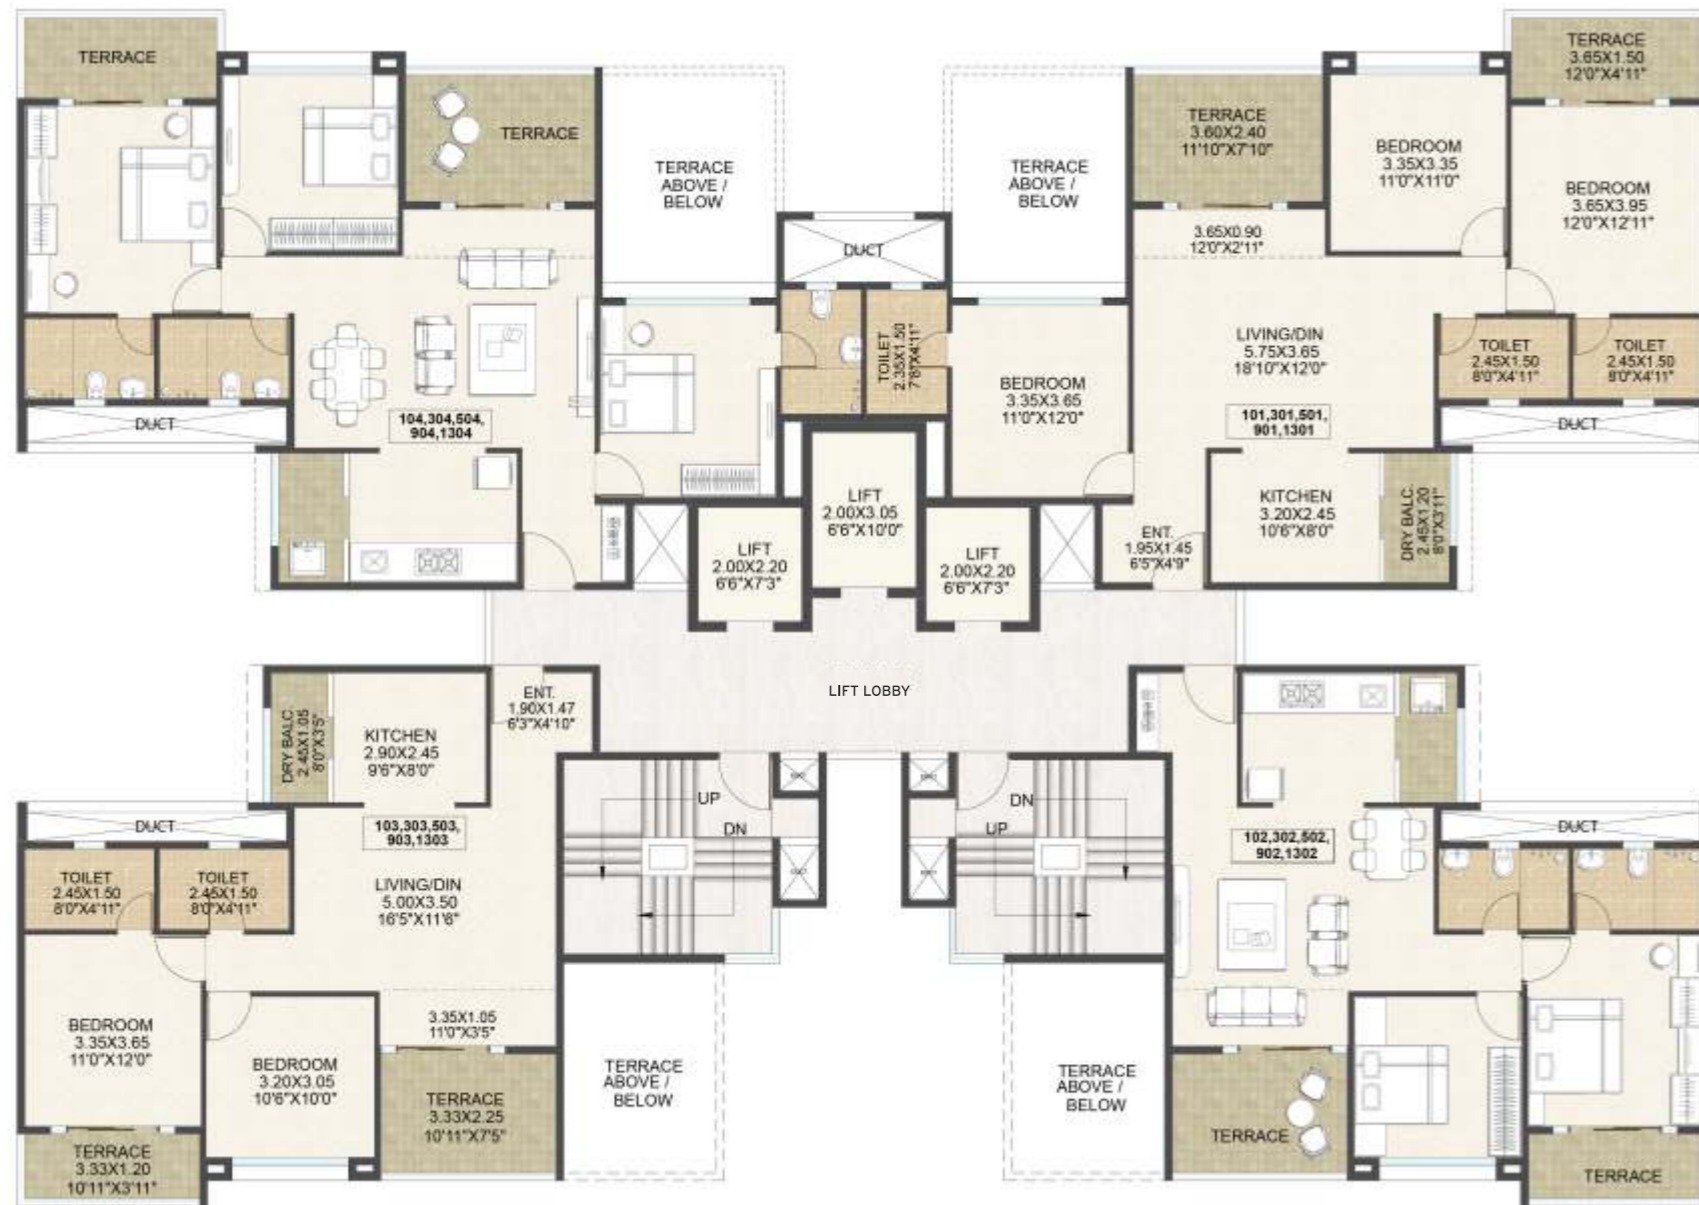 TERRACE
TERRACE
TERRACE
ABOVE /
BELOW
DUCT
TERRACE
ABOVE /
BELOW
TERRACE
3.60X2.40
11'10"X7'10"
BEDROOM
3.35X3.35
11'0"X11'0"
TERRACE
3.65X1.50
12'0"X4'11"
BEDROOM
3.65X3.95
12'0"X12'11"
3.65X0.90
12'0"X2'11"
LIVING/DIN
5.75X3.65
18'10"X12'0"
TOILET
2.45X1.50
8'0"X4'11"
TOILET
2.45X1.50
8'0"X4'11"
TOILET
2.35X1.50
7'8"X4'11"
BEDROOM
3.35X3.65
11'0"X12'0"
DUCT
104,304,504,
904,1304
101,301,501,
901,1301
DUCT
KITCHEN
3.20X2.45
10'6"X8'0"
DRY BALC.
2.45X1.20
8'0"X3'11"
LIFT
2.00X3.05
6'6"X10'0"
LIFT
2.00X2.20
6'6"X7'3"
LIFT
2.00X2.20
6'6"X7'3"
ENT.
1.95X1.45
6'5"X4'9"
LIFT LOBBY
DRY BALC.
2.45X1.05
8'0"X3'5"
KITCHEN
2.90X2.45
9'6"X8'0"
ENT.
1.90X1.47
6'3"X4'10"
DUCT
103,303,503,
903,1303
UP
DN
DN
UP
102,302,502,
902,1302
DUCT
TOILET
2.45X1.50
8'0"X4'11"
TOILET
2.45X1.50
8'0"X4'11"
LIVING/DIN
5.00X3.50
16'5"X11'6"
BEDROOM
3.35X3.65
11'0"X12'0"
3.35X1.05
11'0"X3'5"
BEDROOM
3.20X3.05
10'6"X10'0"
TERRACE
3.33X2.25
10'11"X7'5"
TERRACE
ABOVE /
BELOW
TERRACE
ABOVE /
BELOW
TERRACE
TERRACE
3.33X1.20
10'11"X3'11"
TERRACE